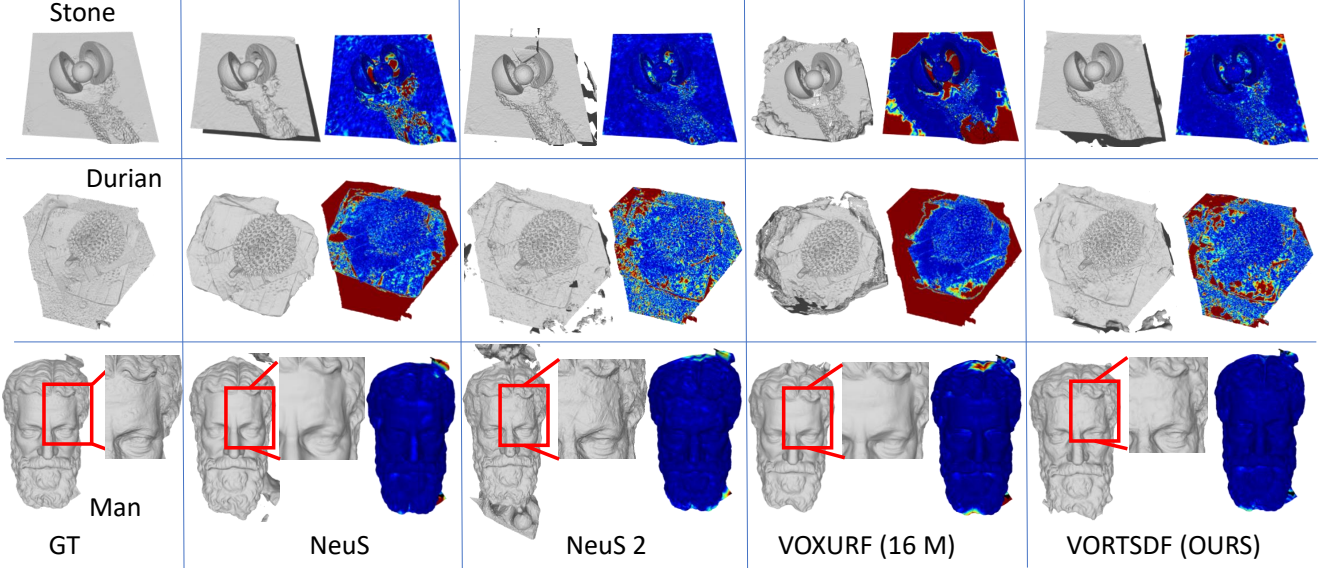 Stone
Durian
Man
GT
NeuS
NeuS 2
VOXURF (16 M)
VORTSDF (OURS)